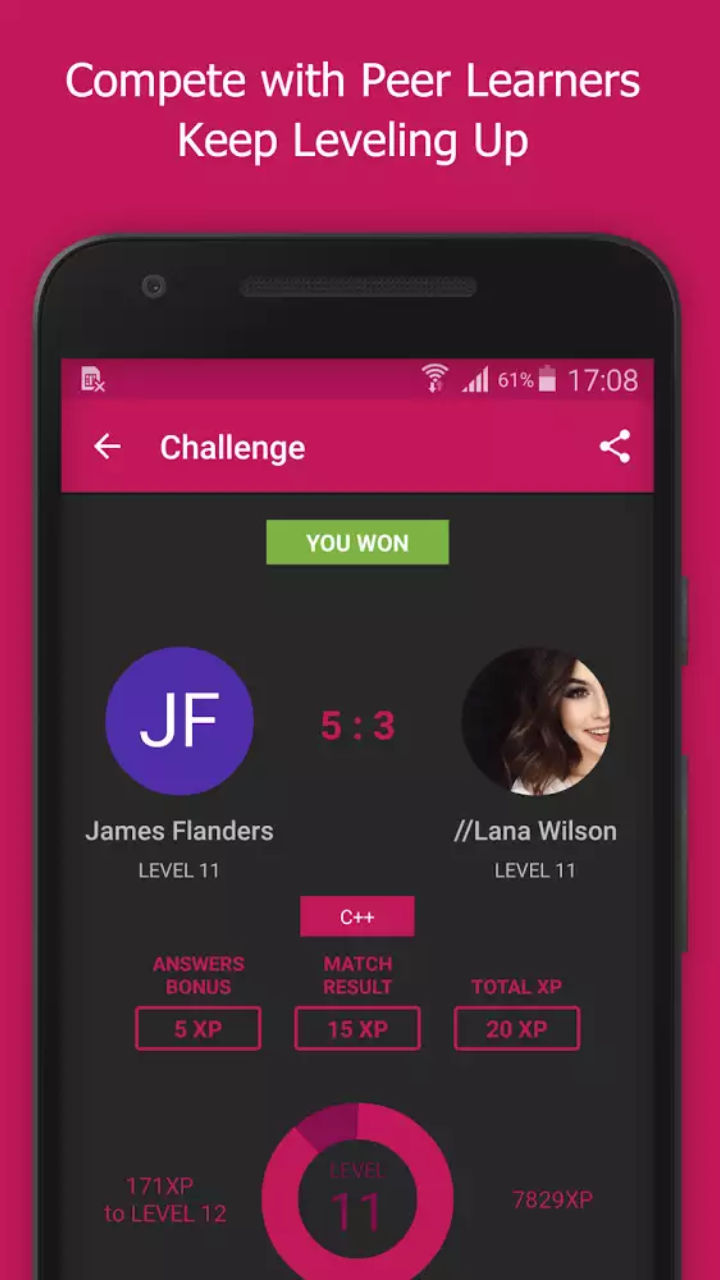 Compete with Peer Learners
Keep Leveling Up
61% 17:08
Challenge
YOU WON
JF
5 : 3
James Flanders
//Lana Wilson
LEVEL 11
LEVEL 11
C++
ANSWERS
BONUS
MATCH
RESULT
TOTAL XP
5 XP
15 XP
20 XP
171XP
to LEVEL 12
LEVEL
11
7829XP